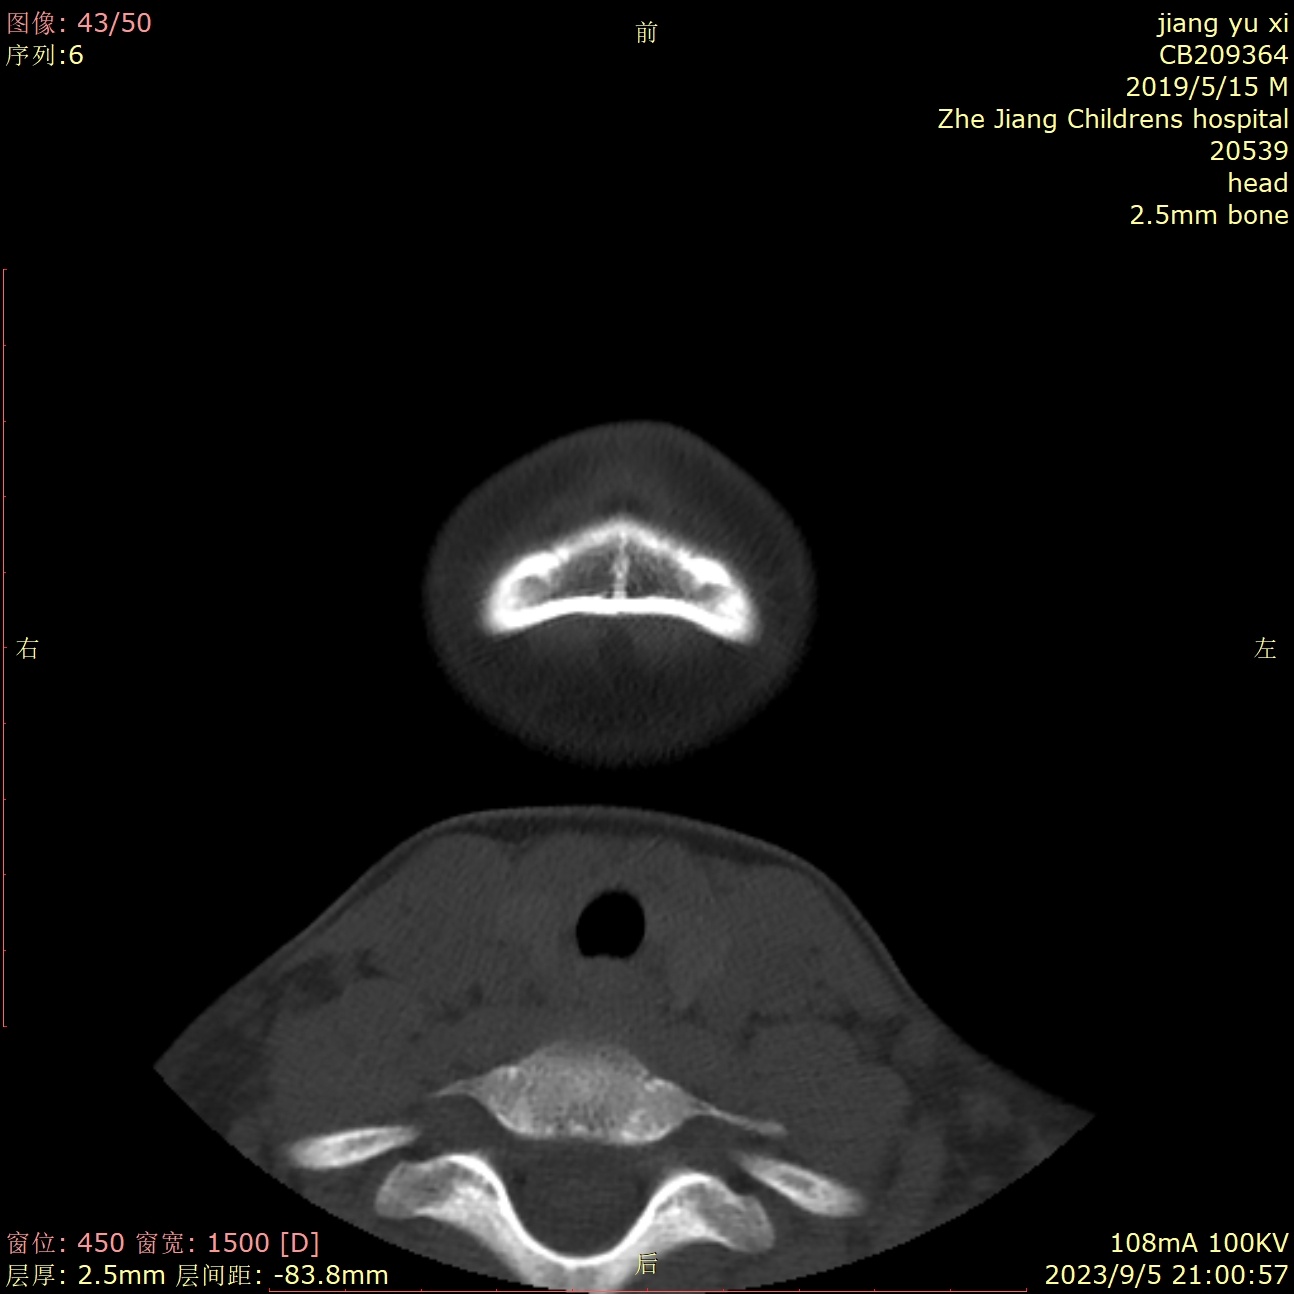 图像: 43/50
序列:6
前
jiang yu xi
CB209364
2019/5/15 M
Zhe Jiang Childrens hospital
20539
head
2.5mm bone
右
左
窗位: 450 窗宽: 1500 [D]
层厚: 2.5mm 层间距: -83.8mm
后
108mA 100KV
2023/9/5 21:00:57